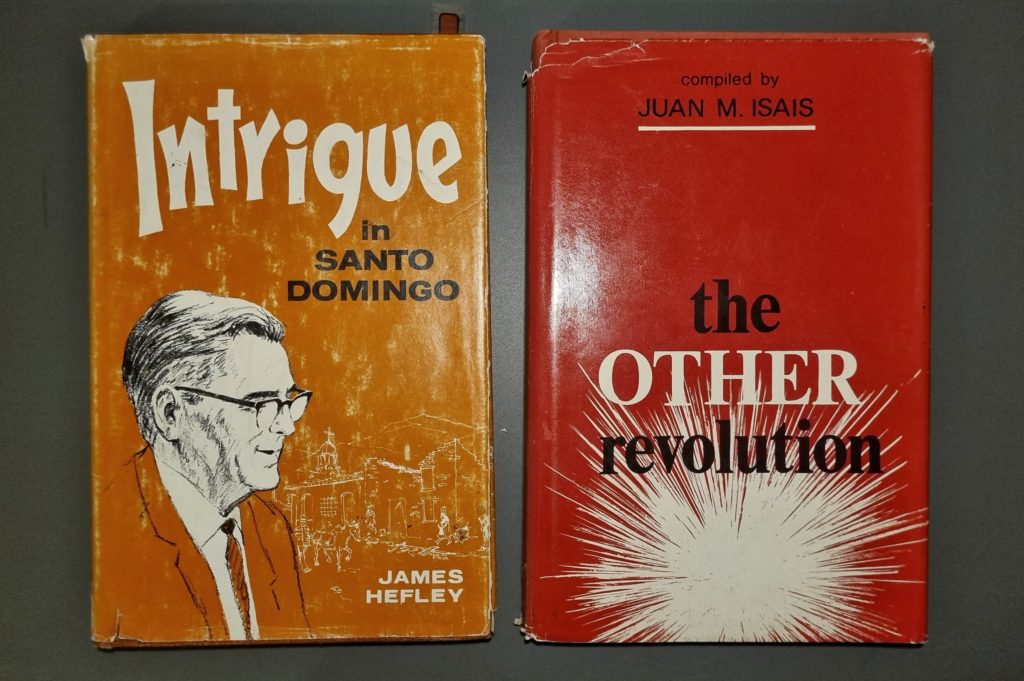 Intrigue
in
SANTO
DOMINGO
JAMES
HEFLEY
compiled by
JUAN M. ISAIS
the
OTHER
revolution